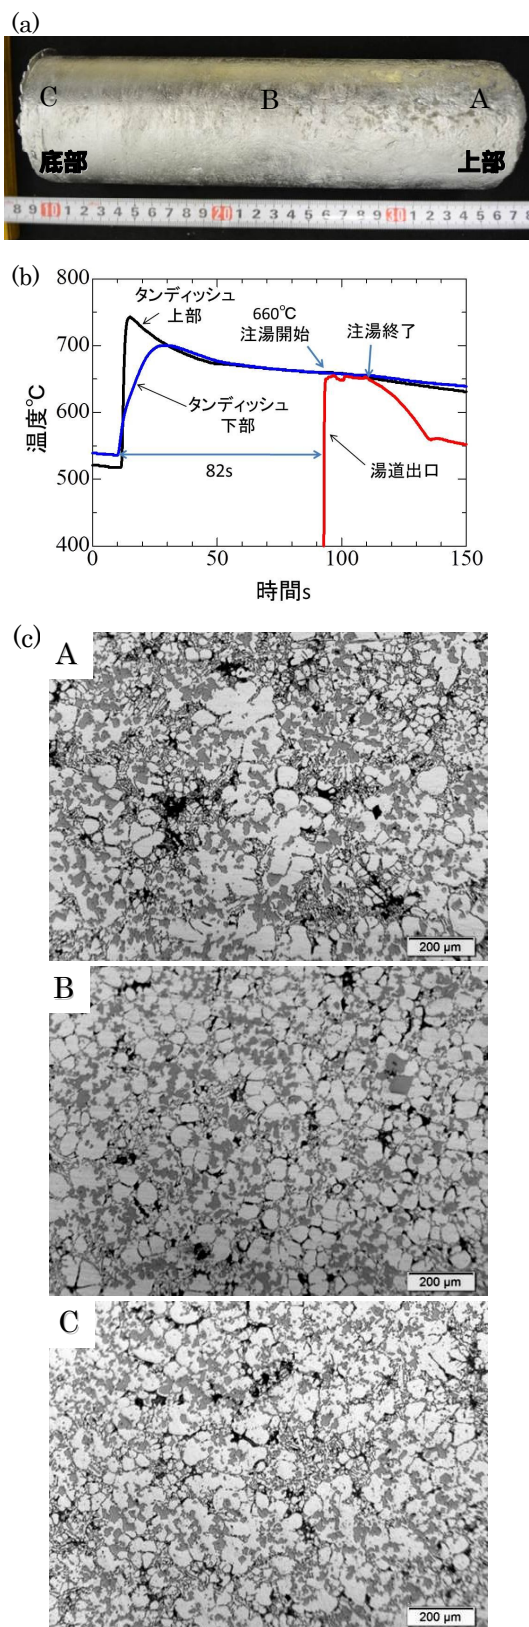 (a)
C
B
A
底部
上部
8 9 10 1 2 3 4 5 6 7 8 9 20 1 2 3 4 5 6 7 8 9 30 1 2 3 4 5 6 7 8
(b)
800
700
600
500
400
温度℃
タンディッシュ
上部
660℃
注湯開始
注湯終了
タンディッシュ
下部
82s
湯道出口
0
50
100
150
時間s
(c)
A
200 μm
B
200 μm
C
200 μm